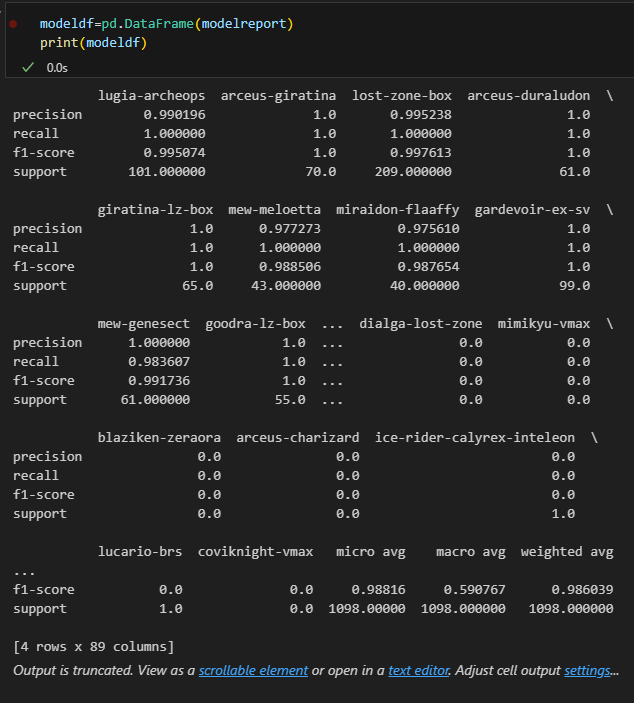 modeldf=pd.DataFrame(modelreport)
print(modeldf)
0.0s
lugia-archeops arceus-giratina lost-zone-box arceus-duraludon \
precision 0.990196 1.0 0.995238 1.0
recall 1.000000 1.0 1.000000 1.0
f1-score 0.995074 1.0 0.997613 1.0
support 101.000000 70.0 209.000000 61.0
giratina-lz-box mew-meloetta miraidon-flaaffy gardevoir-ex-sv \
precision 1.0 0.977273 0.975610 1.0
recall 1.0 1.000000 1.000000 1.0
f1-score 1.0 0.988506 0.987654 1.0
support 65.0 43.000000 40.000000 99.0
mew-genesect goodra-lz-box ... dialga-lost-zone mimikyu-vmax \
precision 1.000000 1.0 ... 0.0 0.0
recall 0.983607 1.0 ... 0.0 0.0
f1-score 0.991736 1.0 ... 0.0 0.0
support 61.000000 55.0 ... 0.0 0.0
blaziken-zeraora arceus-charizard ice-rider-calyrex-inteleon \
precision 0.0 0.0 0.0
recall 0.0 0.0 0.0
f1-score 0.0 0.0 0.0
support 0.0 0.0 1.0
lucario-brs coviknight-vmax micro avg macro avg weighted avg
...
f1-score 0.0 0.0 0.98816 0.590767 0.986039
support 1.0 0.0 1098.00000 1098.000000 1098.000000
[4 rows x 89 columns]
Output is truncated. View as a scrollable element or open in a text editor. Adjust cell output settings...